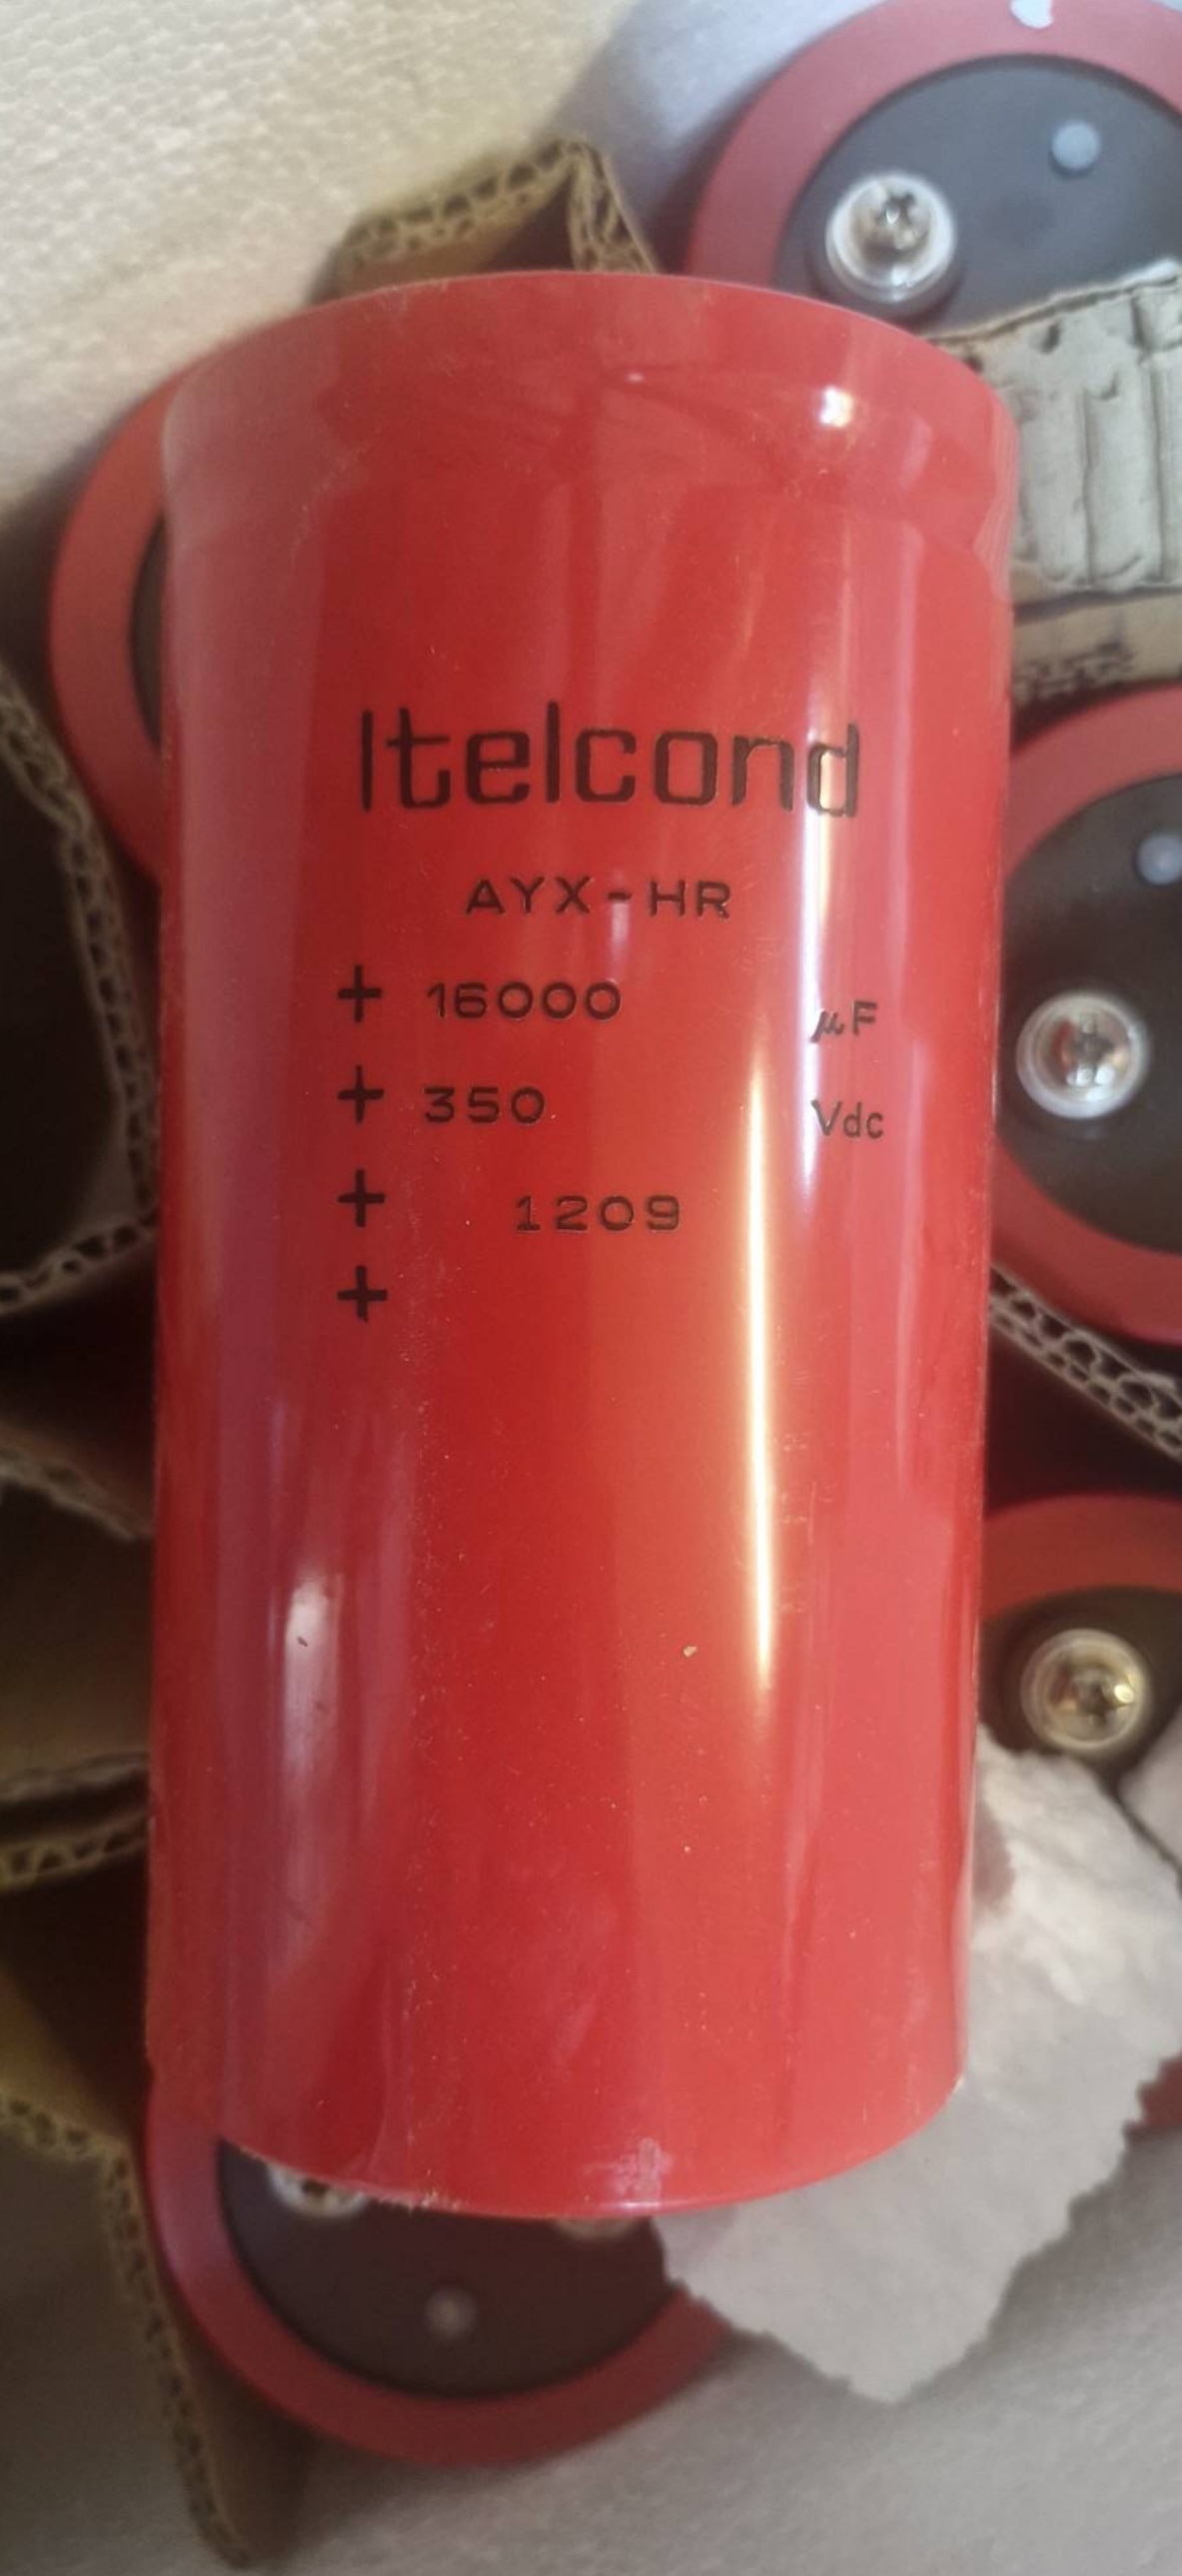 Itelcond
AYX-HR
+ 16000 µF
+ 350 Vdc
+ 1209
+